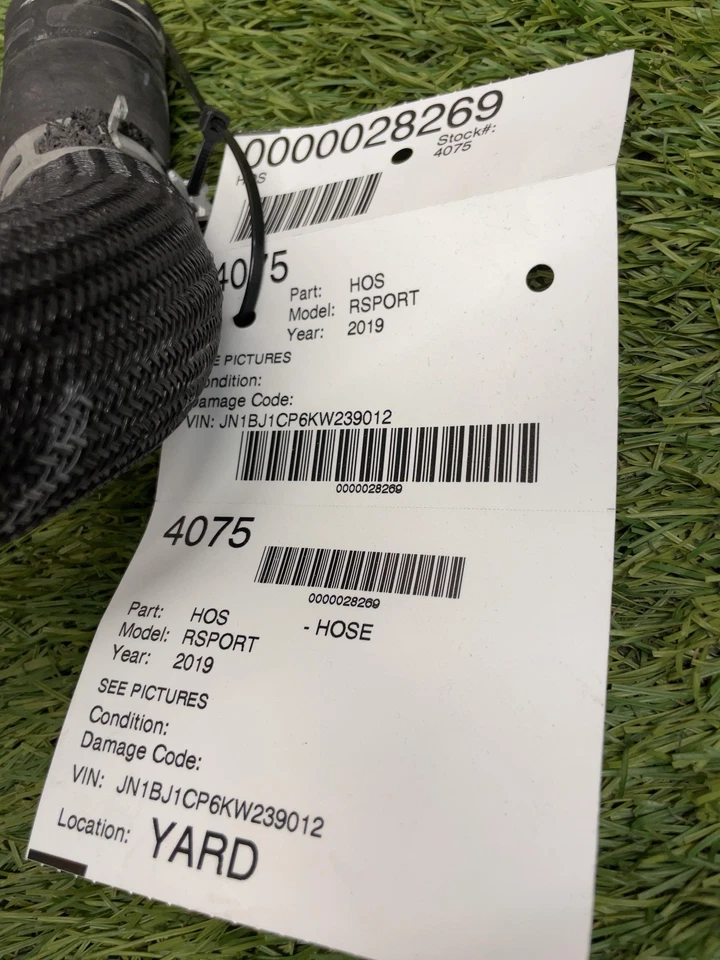 0000028269
Stock#:
4075
4075
Part: HOS
Model: RSPORT
Year: 2019
PICTURES
Condition:
Damage Code:
VIN: JN1BJ1CP6KW239012
0000028269
4075
0000028269
Part: HOS - HOSE
Model: RSPORT
Year: 2019
SEE PICTURES
Condition:
Damage Code:
VIN: JN1BJ1CP6KW239012
Location: YARD